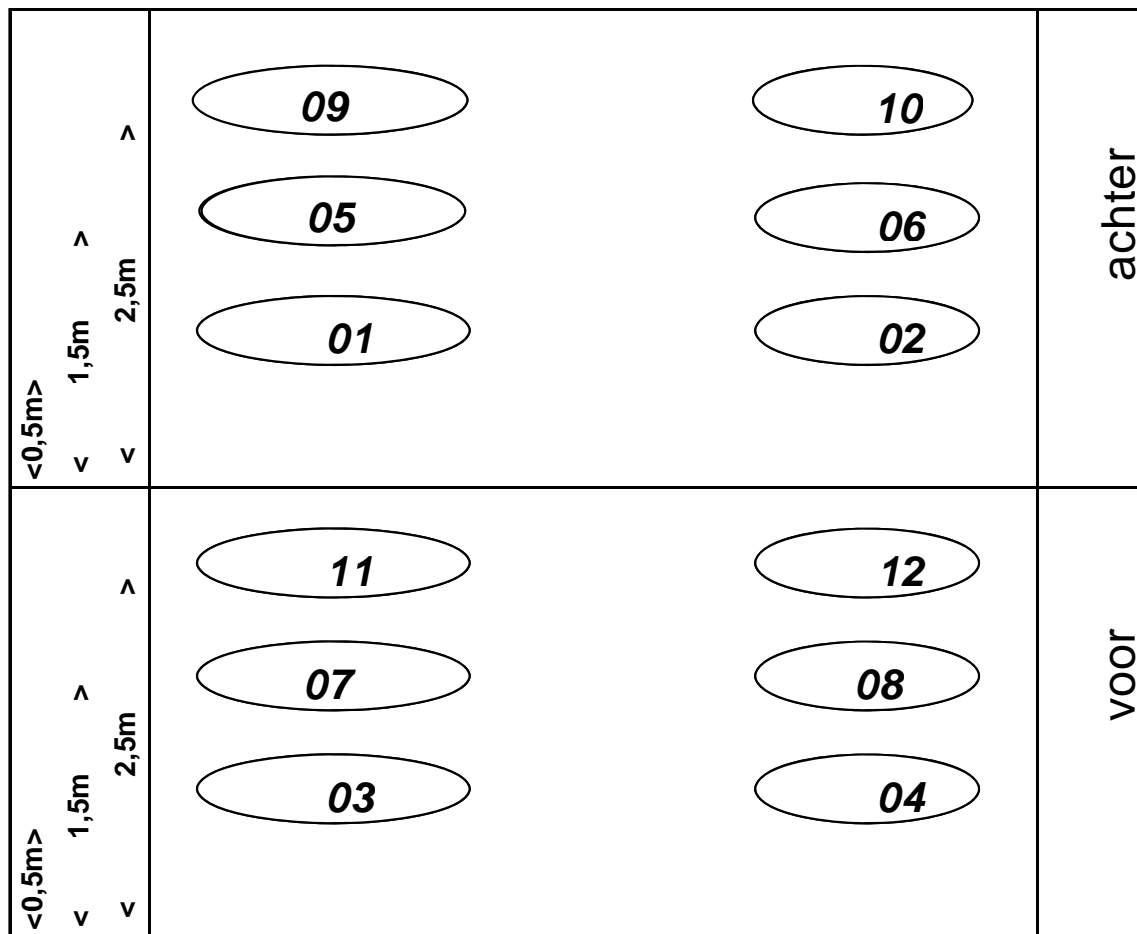 09 10
05 06
01 02
<0,5m>
< 1,5m >
< 2,5m >
achter
11 12
07 08
03 04
<0,5m>
< 1,5m >
< 2,5m >
voor